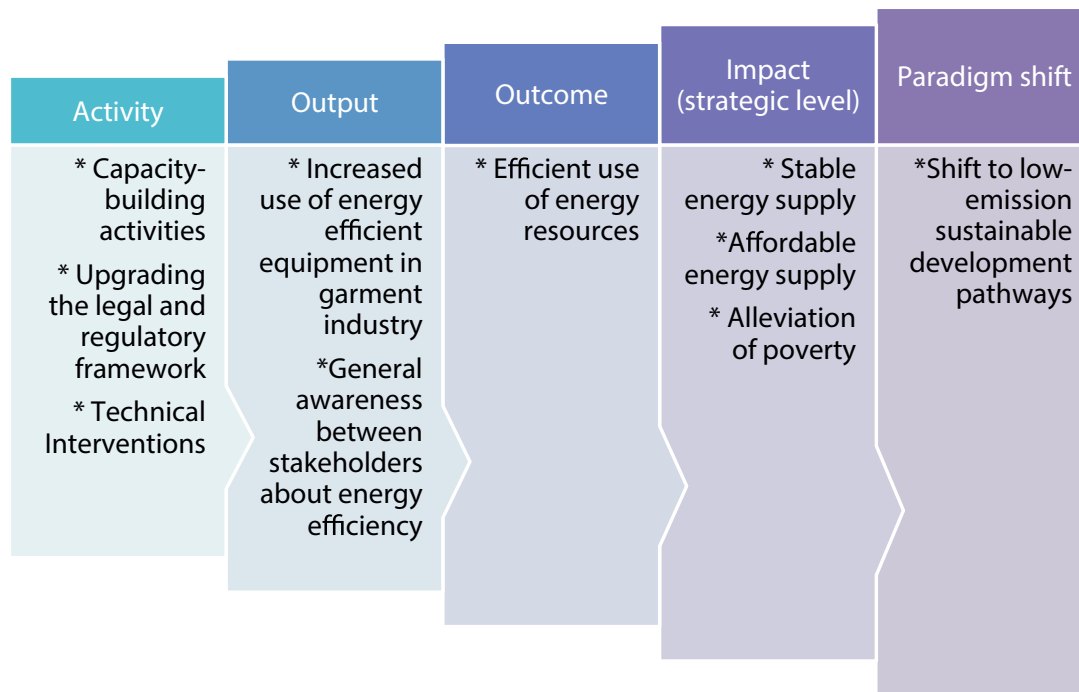 Activity
* Capacity-
building
activities
* Upgrading
the legal and
regulatory
framework
* Technical
Interventions
Output
* Increased
use of energy
efficient
equipment in
garment
industry
*General
awareness
between
stakeholders
about energy
efficiency
Outcome
* Efficient use
of energy
resources
Impact
(strategic level)
* Stable
energy supply
*Affordable
energy supply
* Alleviation
of poverty
Paradigm shift
*Shift to low-
emission
sustainable
development
pathways